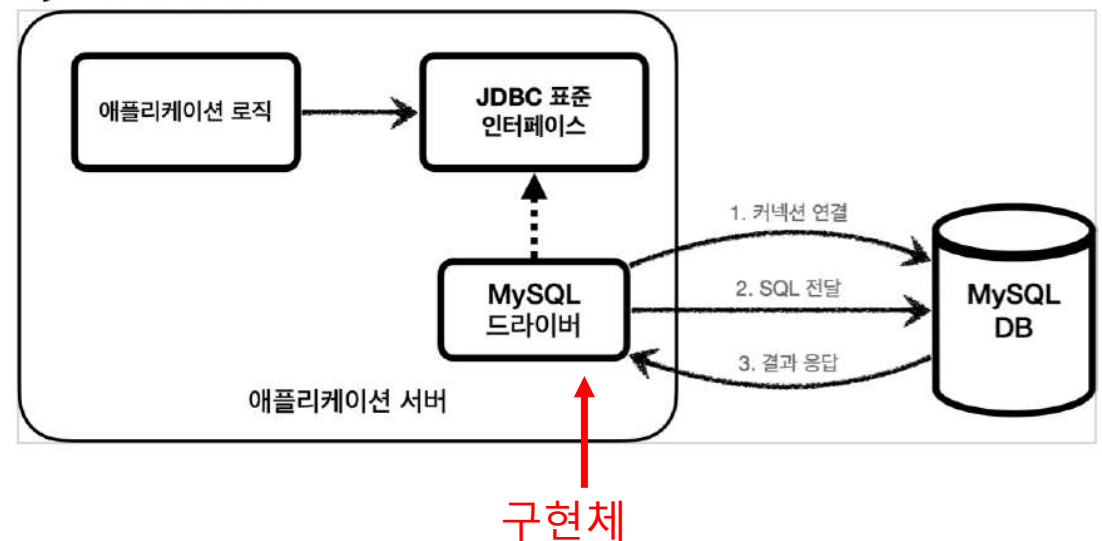 애플리케이션 로직
JDBC 표준
인터페이스
1. 커넥션 연결
MySQL
드라이버
2. SQL 전달
MySQL
DB
3. 결과 응답
애플리케이션 서버
구현체